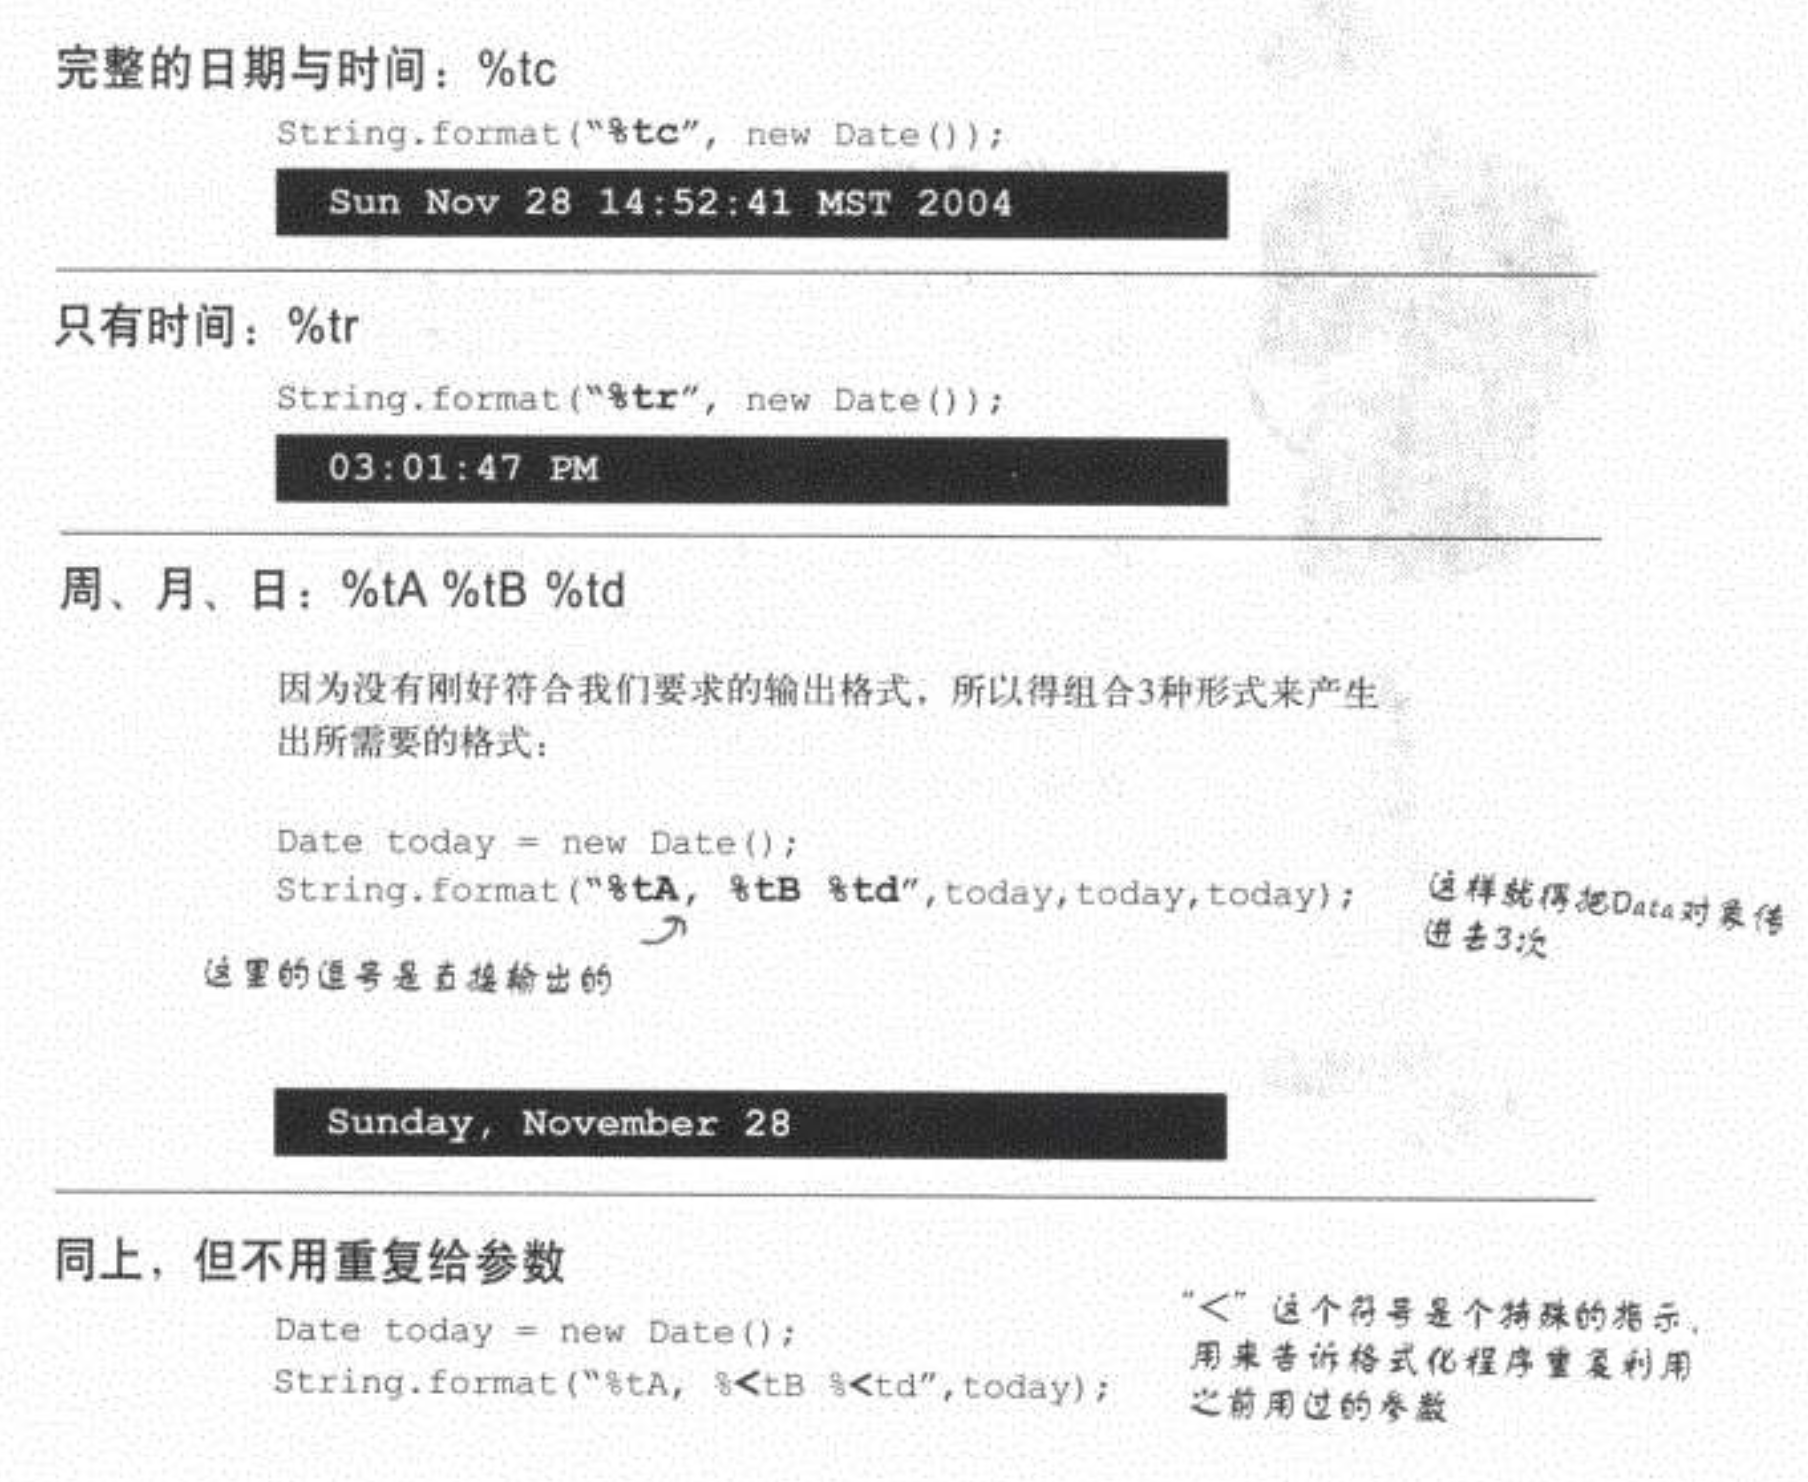 完整的日期与时间：%tc
String.format(“%tc”, new Date());
Sun Nov 28 14:52:41 MST 2004
只有时间：%tr
String.format(“%tr”, new Date());
03:01:47 PM
周、月、日：%tA %tB %td
因为没有刚好符合我们要求的输出格式，所以得组合3种形式来产生
出所需要的格式：
Date today = new Date();
String.format(“%tA, %tB %td”,today,today,today);
这样就得把Data对象传
进去3次
这里的逗号是直接输出的
Sunday, November 28
同上，但不用重复给参数
Date today = new Date();
String.format(“%tA, %<tB %<td”,today);
“<” 这个符号是个特殊的指示，
用来告诉格式化程序重复利用
之前用过的参数